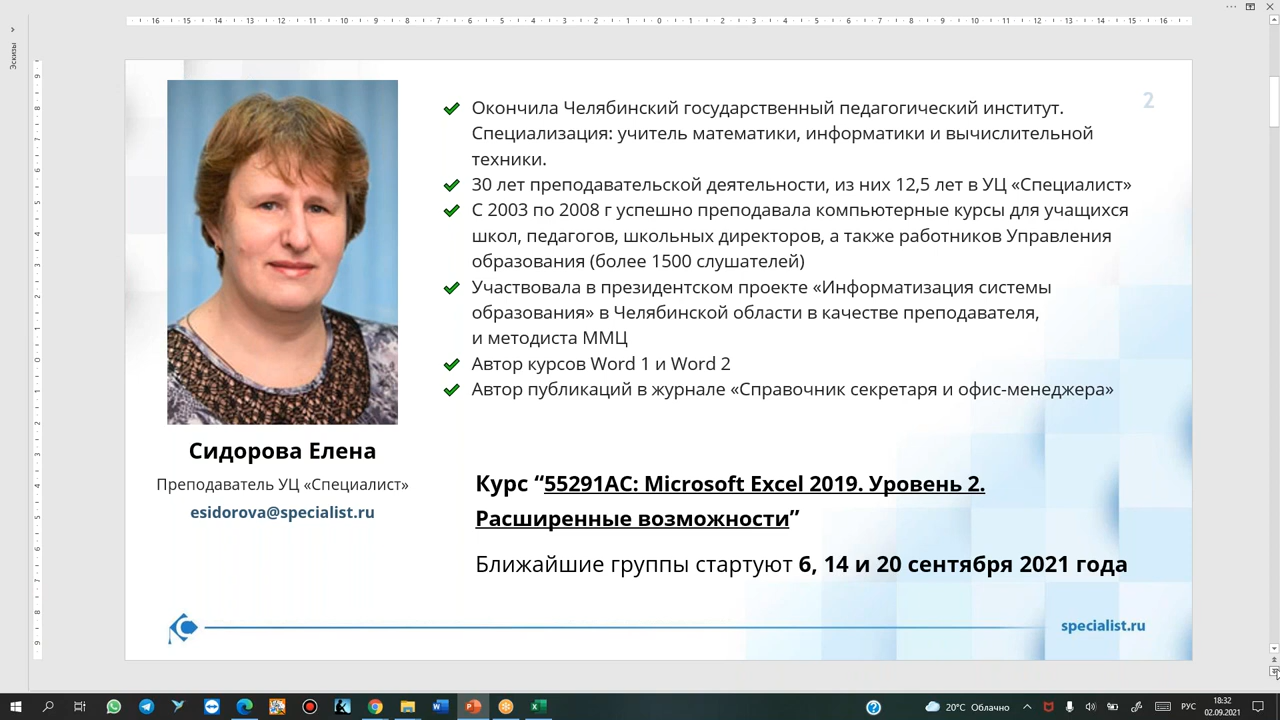 Эскизы
2
Окончила Челябинский государственный педагогический институт.
Специализация: учитель математики, информатики и вычислительной
техники.
30 лет преподавательской деятельности, из них 12,5 лет в УЦ «Специалист»
С 2003 по 2008 г успешно преподавала компьютерные курсы для учащихся
школ, педагогов, школьных директоров, а также работников Управления
образования (более 1500 слушателей)
Участвовала в президентском проекте «Информатизация системы
образования» в Челябинской области в качестве преподавателя,
и методиста ММЦ
Автор курсов Word 1 и Word 2
Автор публикаций в журнале «Справочник секретаря и офис-менеджера»
Сидорова Елена
Преподаватель УЦ «Специалист»
esidorova@specialist.ru
Курс “55291AC: Microsoft Excel 2019. Уровень 2.
Расширенные возможности”
Ближайшие группы стартуют 6, 14 и 20 сентября 2021 года
specialist.ru
20°C Облачно
РУС
18:32
02.09.2021